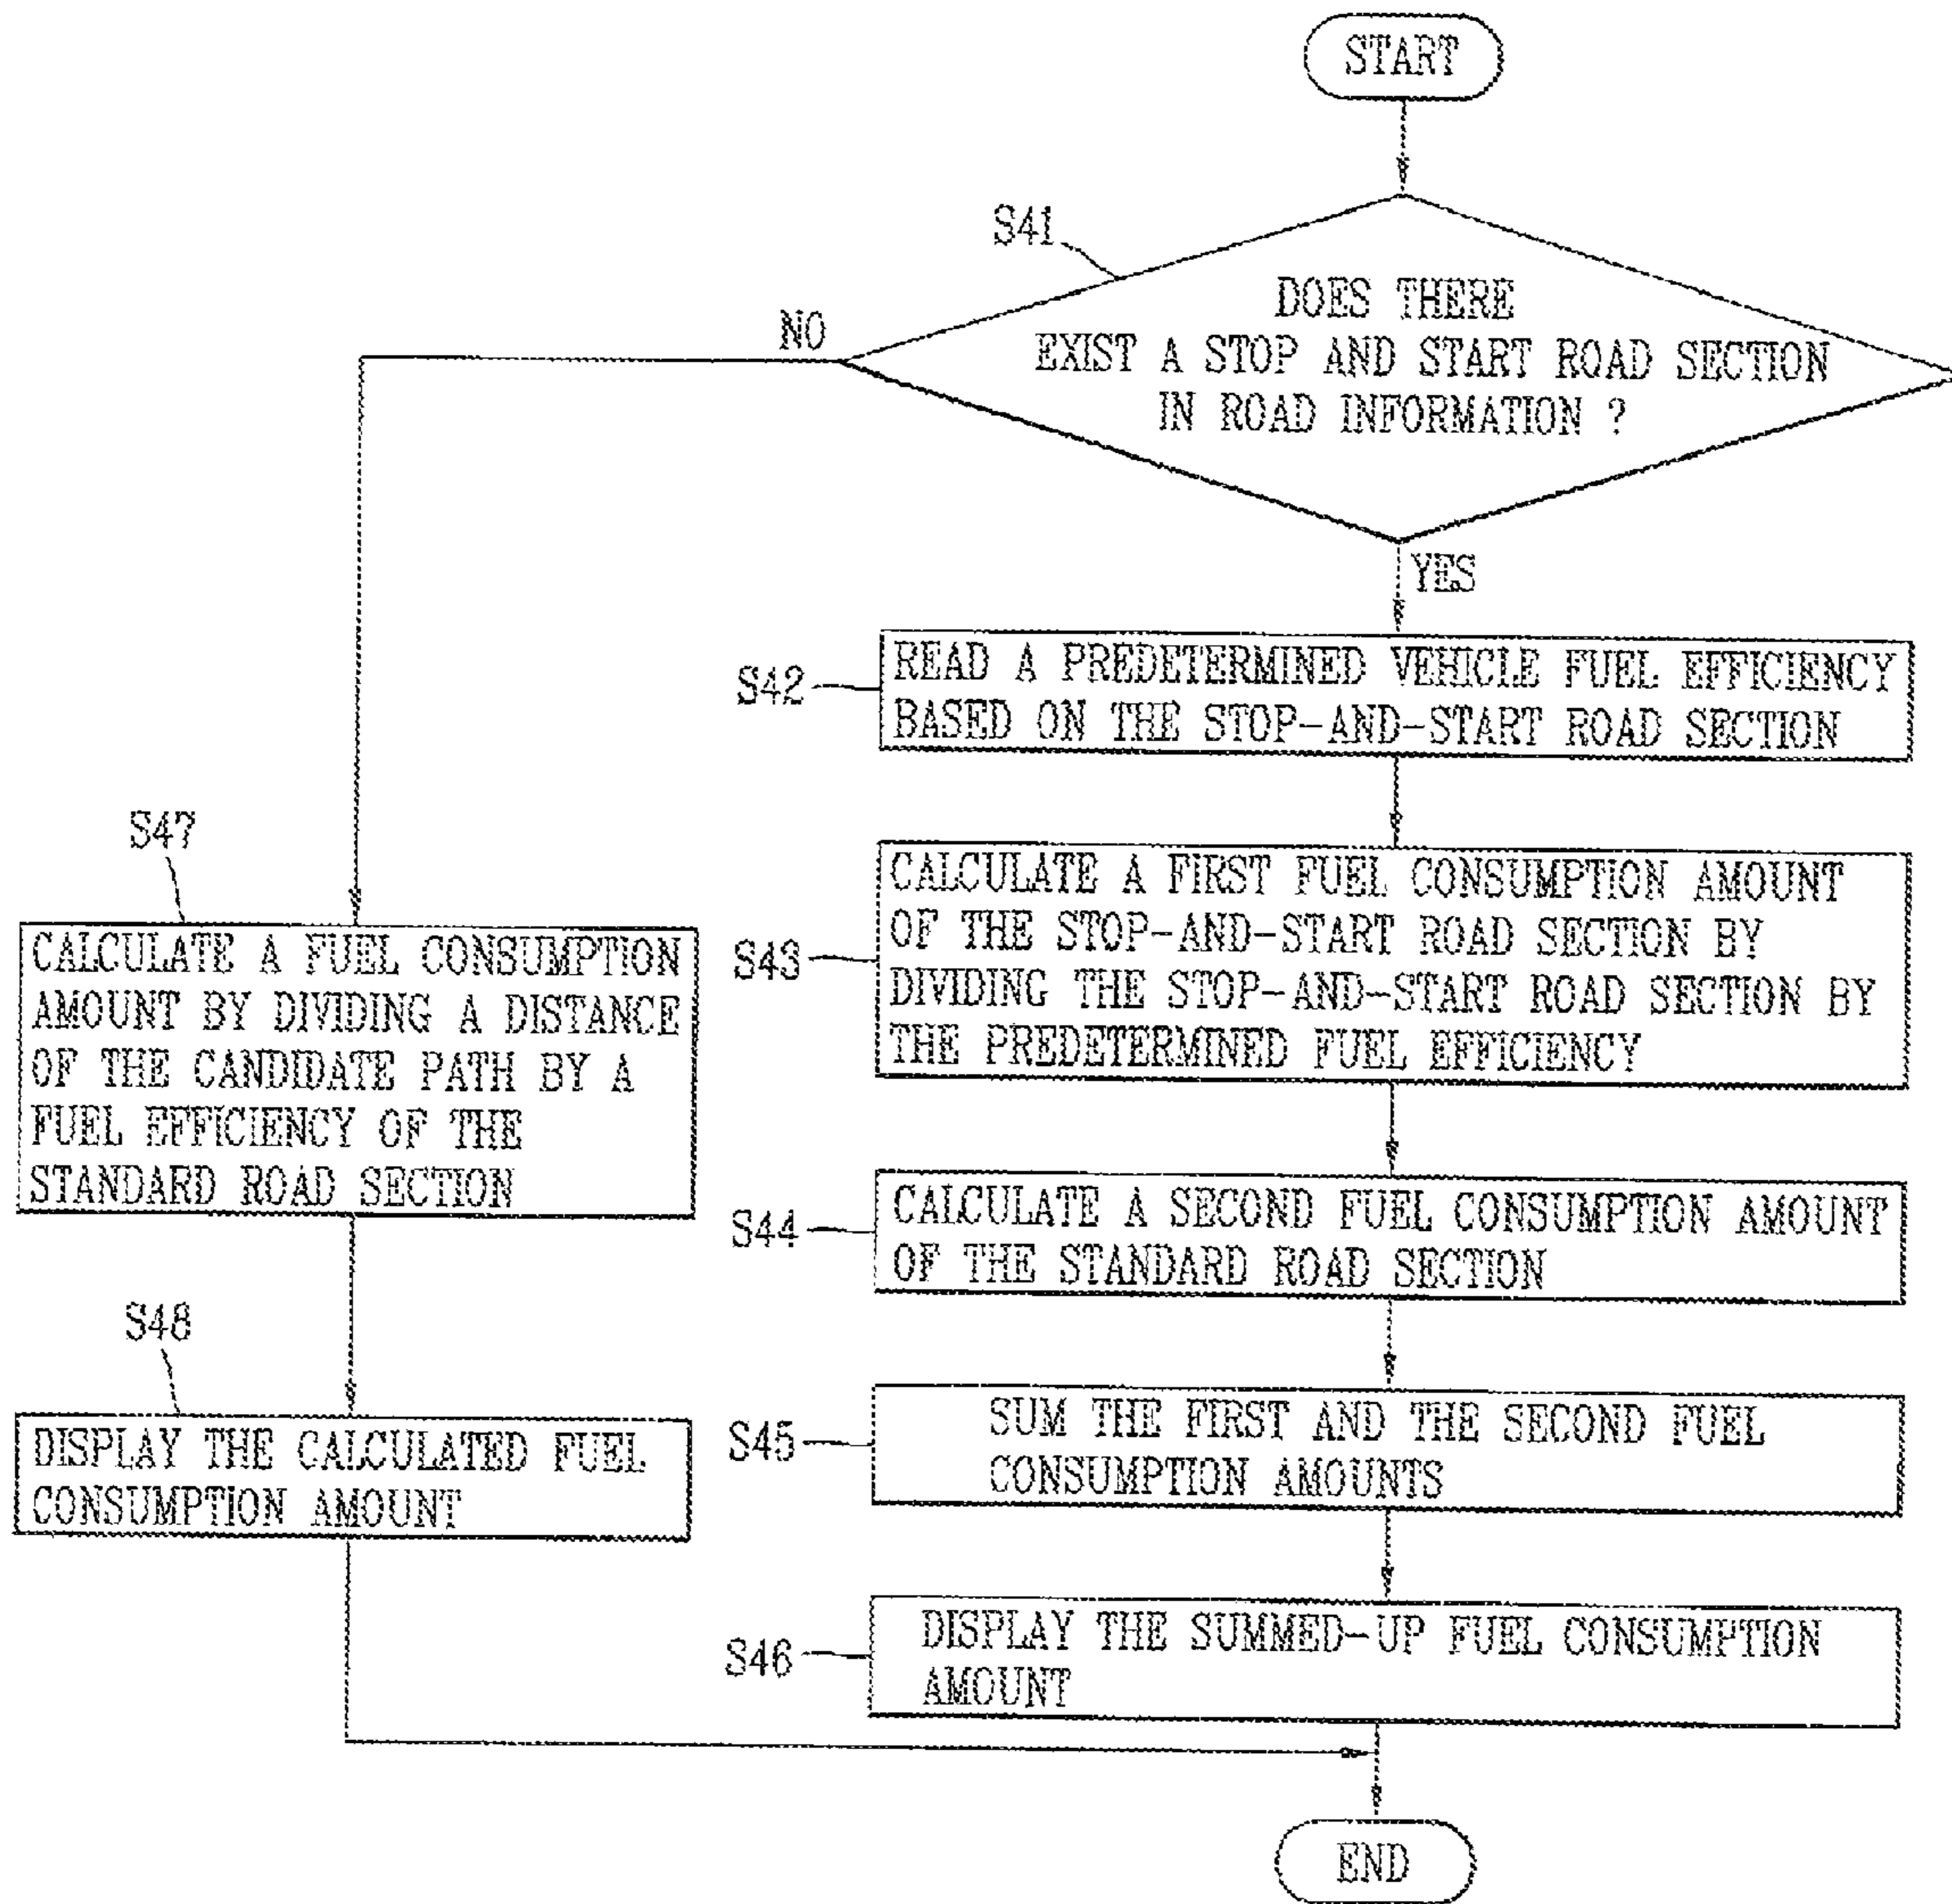 START
S41
DOES THERE
EXIST A STOP AND START ROAD SECTION
IN ROAD INFORMATION ?
NO
YES
S42
READ A PREDETERMINED VEHICLE FUEL EFFICIENCY
BASED ON THE STOP-AND-START ROAD SECTION
S43
CALCULATE A FIRST FUEL CONSUMPTION AMOUNT
OF THE STOP-AND-START ROAD SECTION BY
DIVIDING THE STOP-AND-START ROAD SECTION BY
THE PREDETERMINED FUEL EFFICIENCY
S44
CALCULATE A SECOND FUEL CONSUMPTION AMOUNT
OF THE STANDARD ROAD SECTION
S45
SUM THE FIRST AND THE SECOND FUEL
CONSUMPTION AMOUNTS
S46
DISPLAY THE SUMMED-UP FUEL CONSUMPTION
AMOUNT
S47
CALCULATE A FUEL CONSUMPTION
AMOUNT BY DIVIDING A DISTANCE
OF THE CANDIDATE PATH BY A
FUEL EFFICIENCY OF THE
STANDARD ROAD SECTION
S48
DISPLAY THE CALCULATED FUEL
CONSUMPTION AMOUNT
END